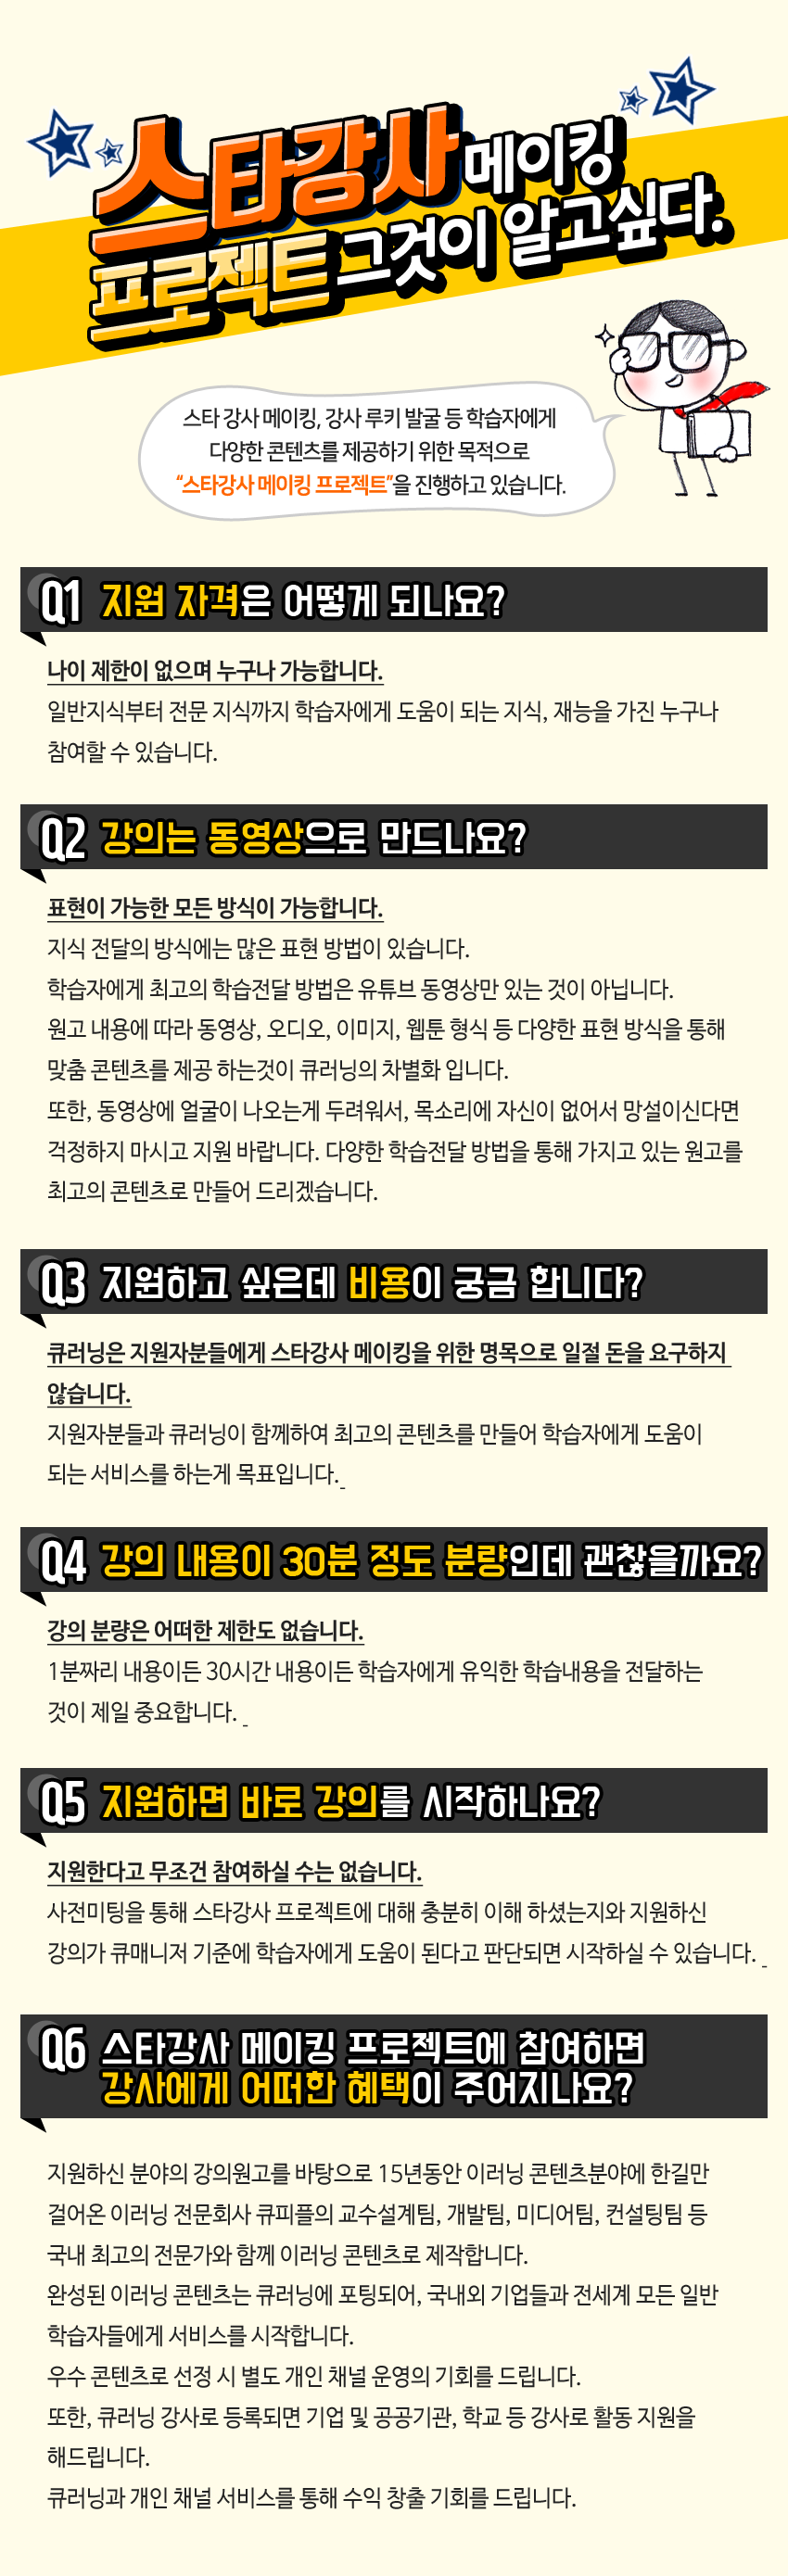 스타강사 메이킹
프로젝트 그것이 알고싶다.
스타 강사 메이킹, 강사 루키 발굴 등 학습자에게
다양한 콘텐츠를 제공하기 위한 목적으로
“스타강사 메이킹 프로젝트”을 진행하고 있습니다.
Q1 지원 자격은 어떻게 되나요?
나이 제한이 없으며 누구나 가능합니다.
일반지식부터 전문 지식까지 학습자에게 도움이 되는 지식, 재능을 가진 누구나
참여할 수 있습니다.
Q2 강의는 동영상으로 만드나요?
표현이 가능한 모든 방식이 가능합니다.
지식 전달의 방식에는 많은 표현 방법이 있습니다.
학습자에게 최고의 학습전달 방법은 유튜브 동영상만 있는 것이 아닙니다.
원고 내용에 따라 동영상, 오디오, 이미지, 웹툰 형식 등 다양한 표현 방식을 통해
맞춤 콘텐츠를 제공 하는것이 큐러닝의 차별화 입니다.
또한, 동영상에 얼굴이 나오는게 두려워서, 목소리에 자신이 없어서 망설이신다면
걱정하지 마시고 지원 바랍니다. 다양한 학습전달 방법을 통해 가지고 있는 원고를
최고의 콘텐츠로 만들어 드리겠습니다.
Q3 지원하고 싶은데 비용이 궁금 합니다?
큐러닝은 지원자분들에게 스타강사 메이킹을 위한 명목으로 일절 돈을 요구하지
않습니다.
지원자분들과 큐러닝이 함께하여 최고의 콘텐츠를 만들어 학습자에게 도움이
되는 서비스를 하는게 목표입니다.
Q4 강의 내용이 30분 정도 분량인데 괜찮을까요?
강의 분량은 어떠한 제한도 없습니다.
1분짜리 내용이든 30시간 내용이든 학습자에게 유익한 학습내용을 전달하는
것이 제일 중요합니다.
Q5 지원하면 바로 강의를 시작하나요?
지원한다고 무조건 참여하실 수는 없습니다.
사전미팅을 통해 스타강사 프로젝트에 대해 충분히 이해 하셨는지와 지원하신
강의가 큐매니저 기준에 학습자에게 도움이 된다고 판단되면 시작하실 수 있습니다.
Q6 스타강사 메이킹 프로젝트에 참여하면
강사에게 어떠한 혜택이 주어지나요?
지원하신 분야의 강의원고를 바탕으로 15년동안 이러닝 콘텐츠분야에 한길만
걸어온 이러닝 전문회사 큐피플의 교수설계팀, 개발팀, 미디어팀, 컨설팅팀 등
국내 최고의 전문가와 함께 이러닝 콘텐츠로 제작합니다.
완성된 이러닝 콘텐츠는 큐러닝에 포팅되어, 국내외 기업들과 전세계 모든 일반
학습자들에게 서비스를 시작합니다.
우수 콘텐츠로 선정 시 별도 개인 채널 운영의 기회를 드립니다.
또한, 큐러닝 강사로 등록되면 기업 및 공공기관, 학교 등 강사로 활동 지원을
해드립니다.
큐러닝과 개인 채널 서비스를 통해 수익 창출 기회를 드립니다.